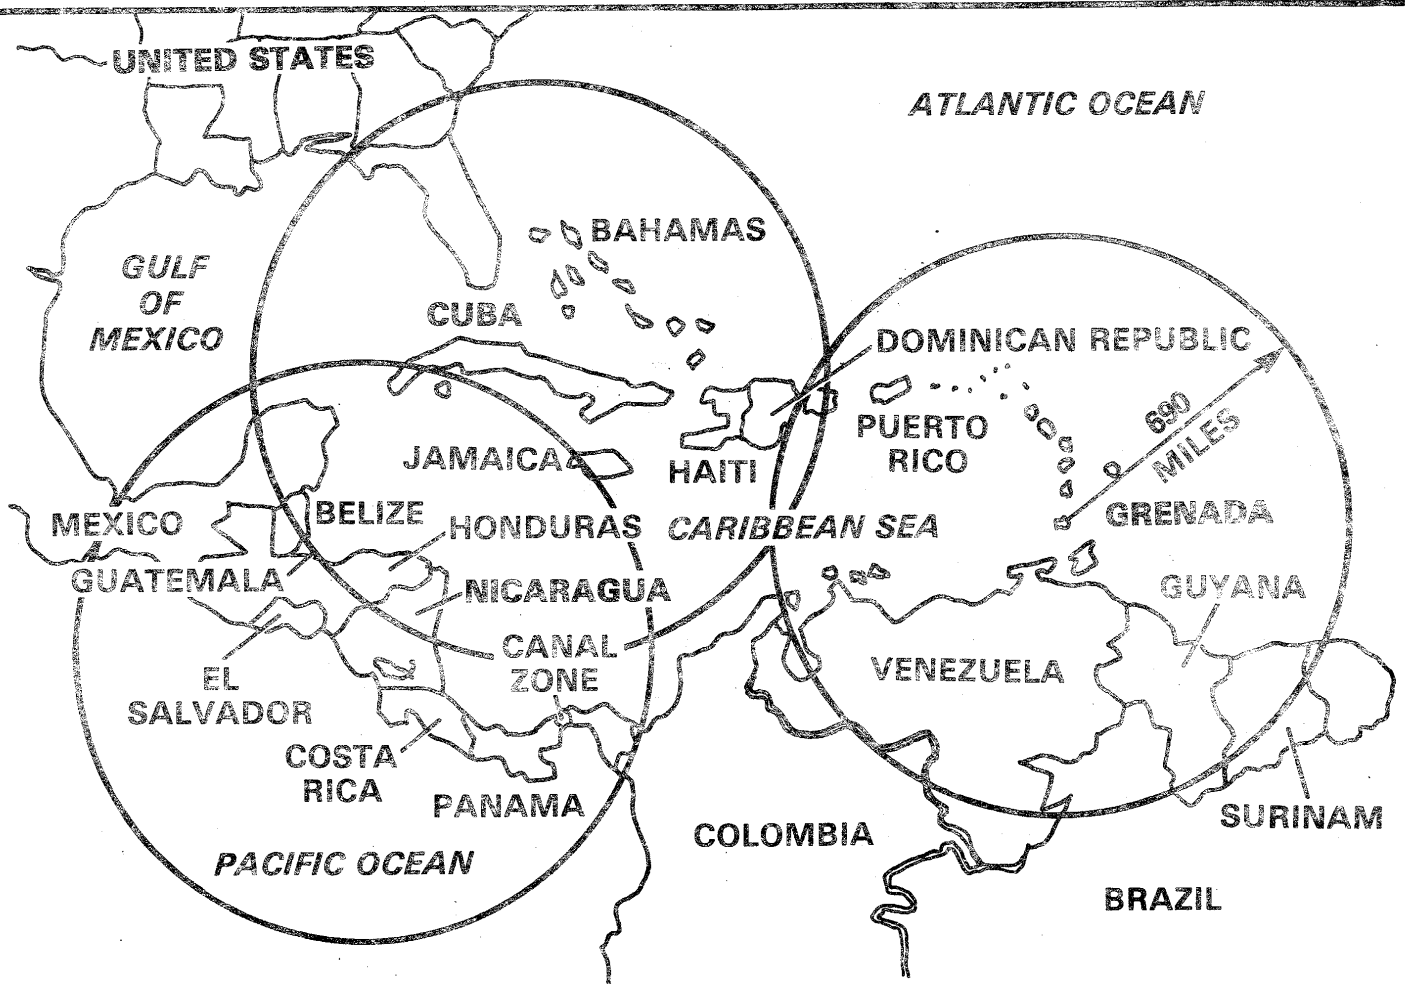 UNITED STATES
ATLANTIC OCEAN
BAHAMAS
GULF
OF
MEXICO
CUBA
DOMINICAN REPUBLIC
690
MILES
PUERTO
RICO
JAMAICA
HAITI
MEXICO
BELIZE
HONDURAS
CARIBBEAN SEA
GRENADA
GUATEMALA
NICARAGUA
GUYANA
CANAL
ZONE
EL
SALVADOR
VENEZUELA
COSTA
RICA
PANAMA
SURINAM
COLOMBIA
PACIFIC OCEAN
BRAZIL